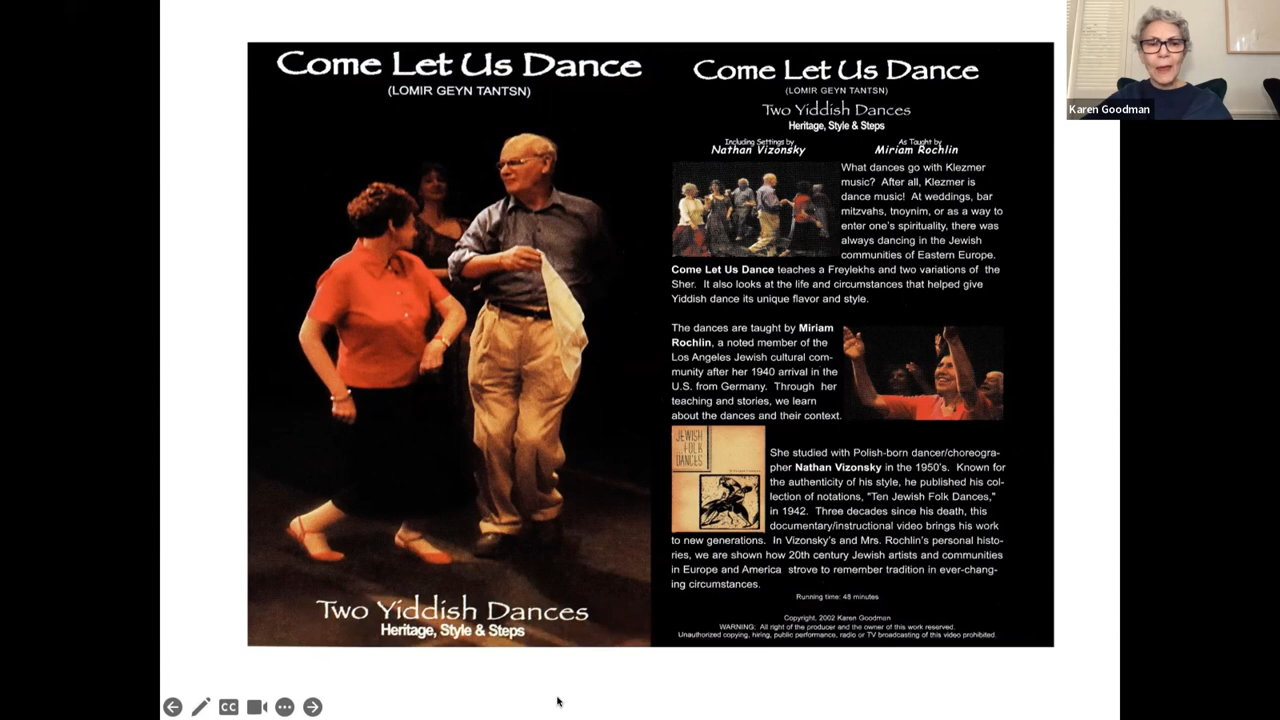 Come Let Us Dance
(LOMIR GEYN TANTSN)
Two Yiddish Dances
Heritage, Style & Steps
Come Let Us Dance
(LOMIR GEYN TANTSN)
Two Yiddish Dances
Heritage, Style & Steps
Including Settings by
Nathan Vizonsky
As Taught by
Miriam Rochlin
What dances go with Klezmer
music? After all, Klezmer is
dance music! At weddings, bar
mitzvahs, tnoynim, or as a way to
enter one's spirituality, there was
always dancing in the Jewish
communities of Eastern Europe.
Come Let Us Dance teaches a Freylekhs and two variations of the
Sher. It also looks at the life and circumstances that helped give
Yiddish dance its unique flavor and style.
The dances are taught by Miriam
Rochlin, a noted member of the
Los Angeles Jewish cultural com-
munity after her 1940 arrival in the
U.S. from Germany. Through her
teaching and stories, we learn
about the dances and their context.
JEWISH
FOLK
DANCES
She studied with Polish-born dancer/choreogra-
pher Nathan Vizonsky in the 1950's. Known for
the authenticity of his style, he published his col-
lection of notations, "Ten Jewish Folk Dances,"
in 1942. Three decades since his death, this
documentary/instructional video brings his work
to new generations. In Vizonsky's and Mrs. Rochlin's personal histo-
ries, we are shown how 20th century Jewish artists and communities
in Europe and America strove to remember tradition in ever-chang-
ing circumstances.
Running time: 48 minutes
Copyright, 2002 Karen Goodman
WARNING: All right of the producer and the owner of this work reserved.
Unauthorized copying, hiring, public performance, radio or TV broadcasting of this video prohibited.
Karen Goodman
CC